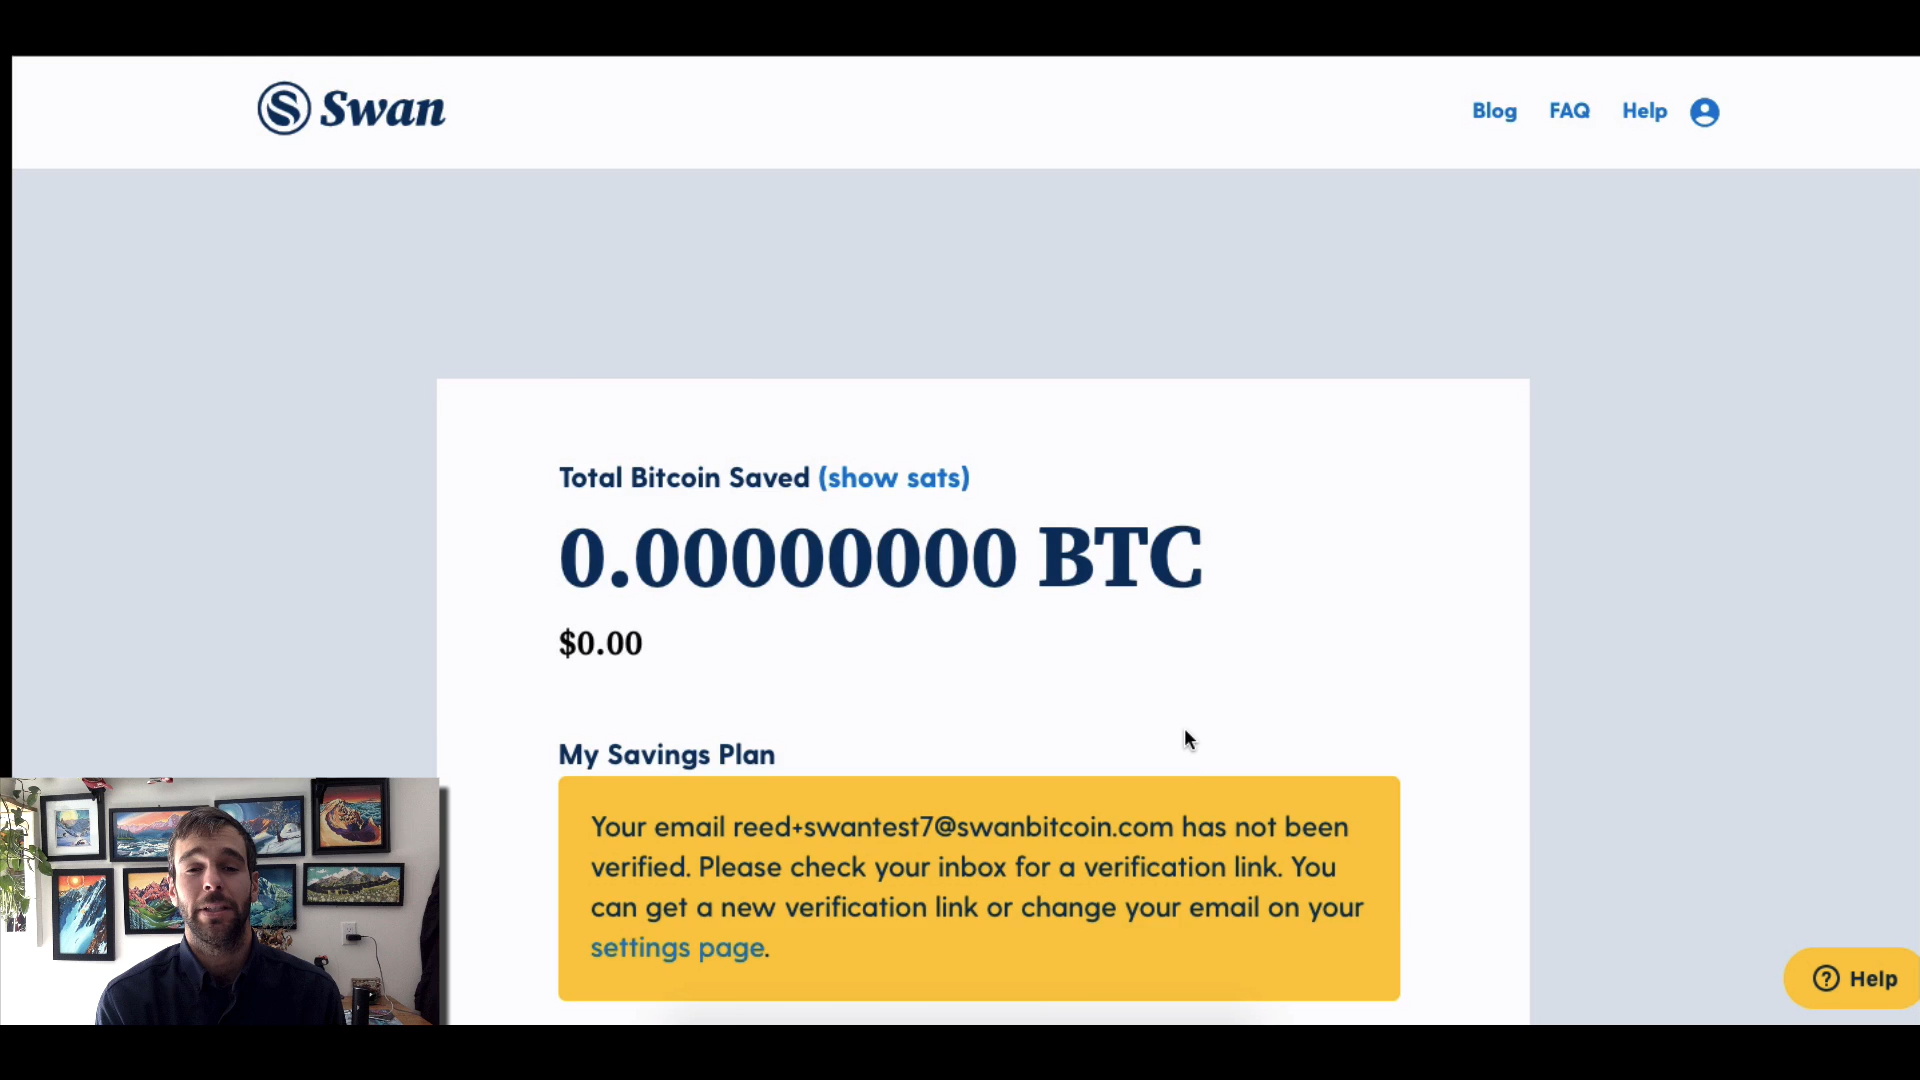 Swan
Blog FAQ Help
Total Bitcoin Saved (show sats)
0.00000000 BTC
$0.00
My Savings Plan
Your email reed+swantest7@swanbitcoin.com has not been
verified. Please check your inbox for a verification link. You
can get a new verification link or change your email on your
settings page.
Help